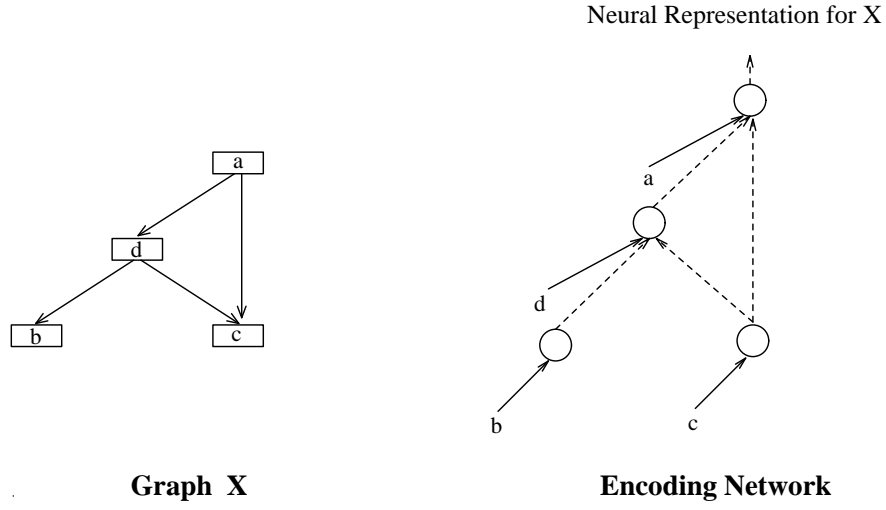 Neural Representation for X
a
d
b
c
a
d
b
c
Graph X
Encoding Network